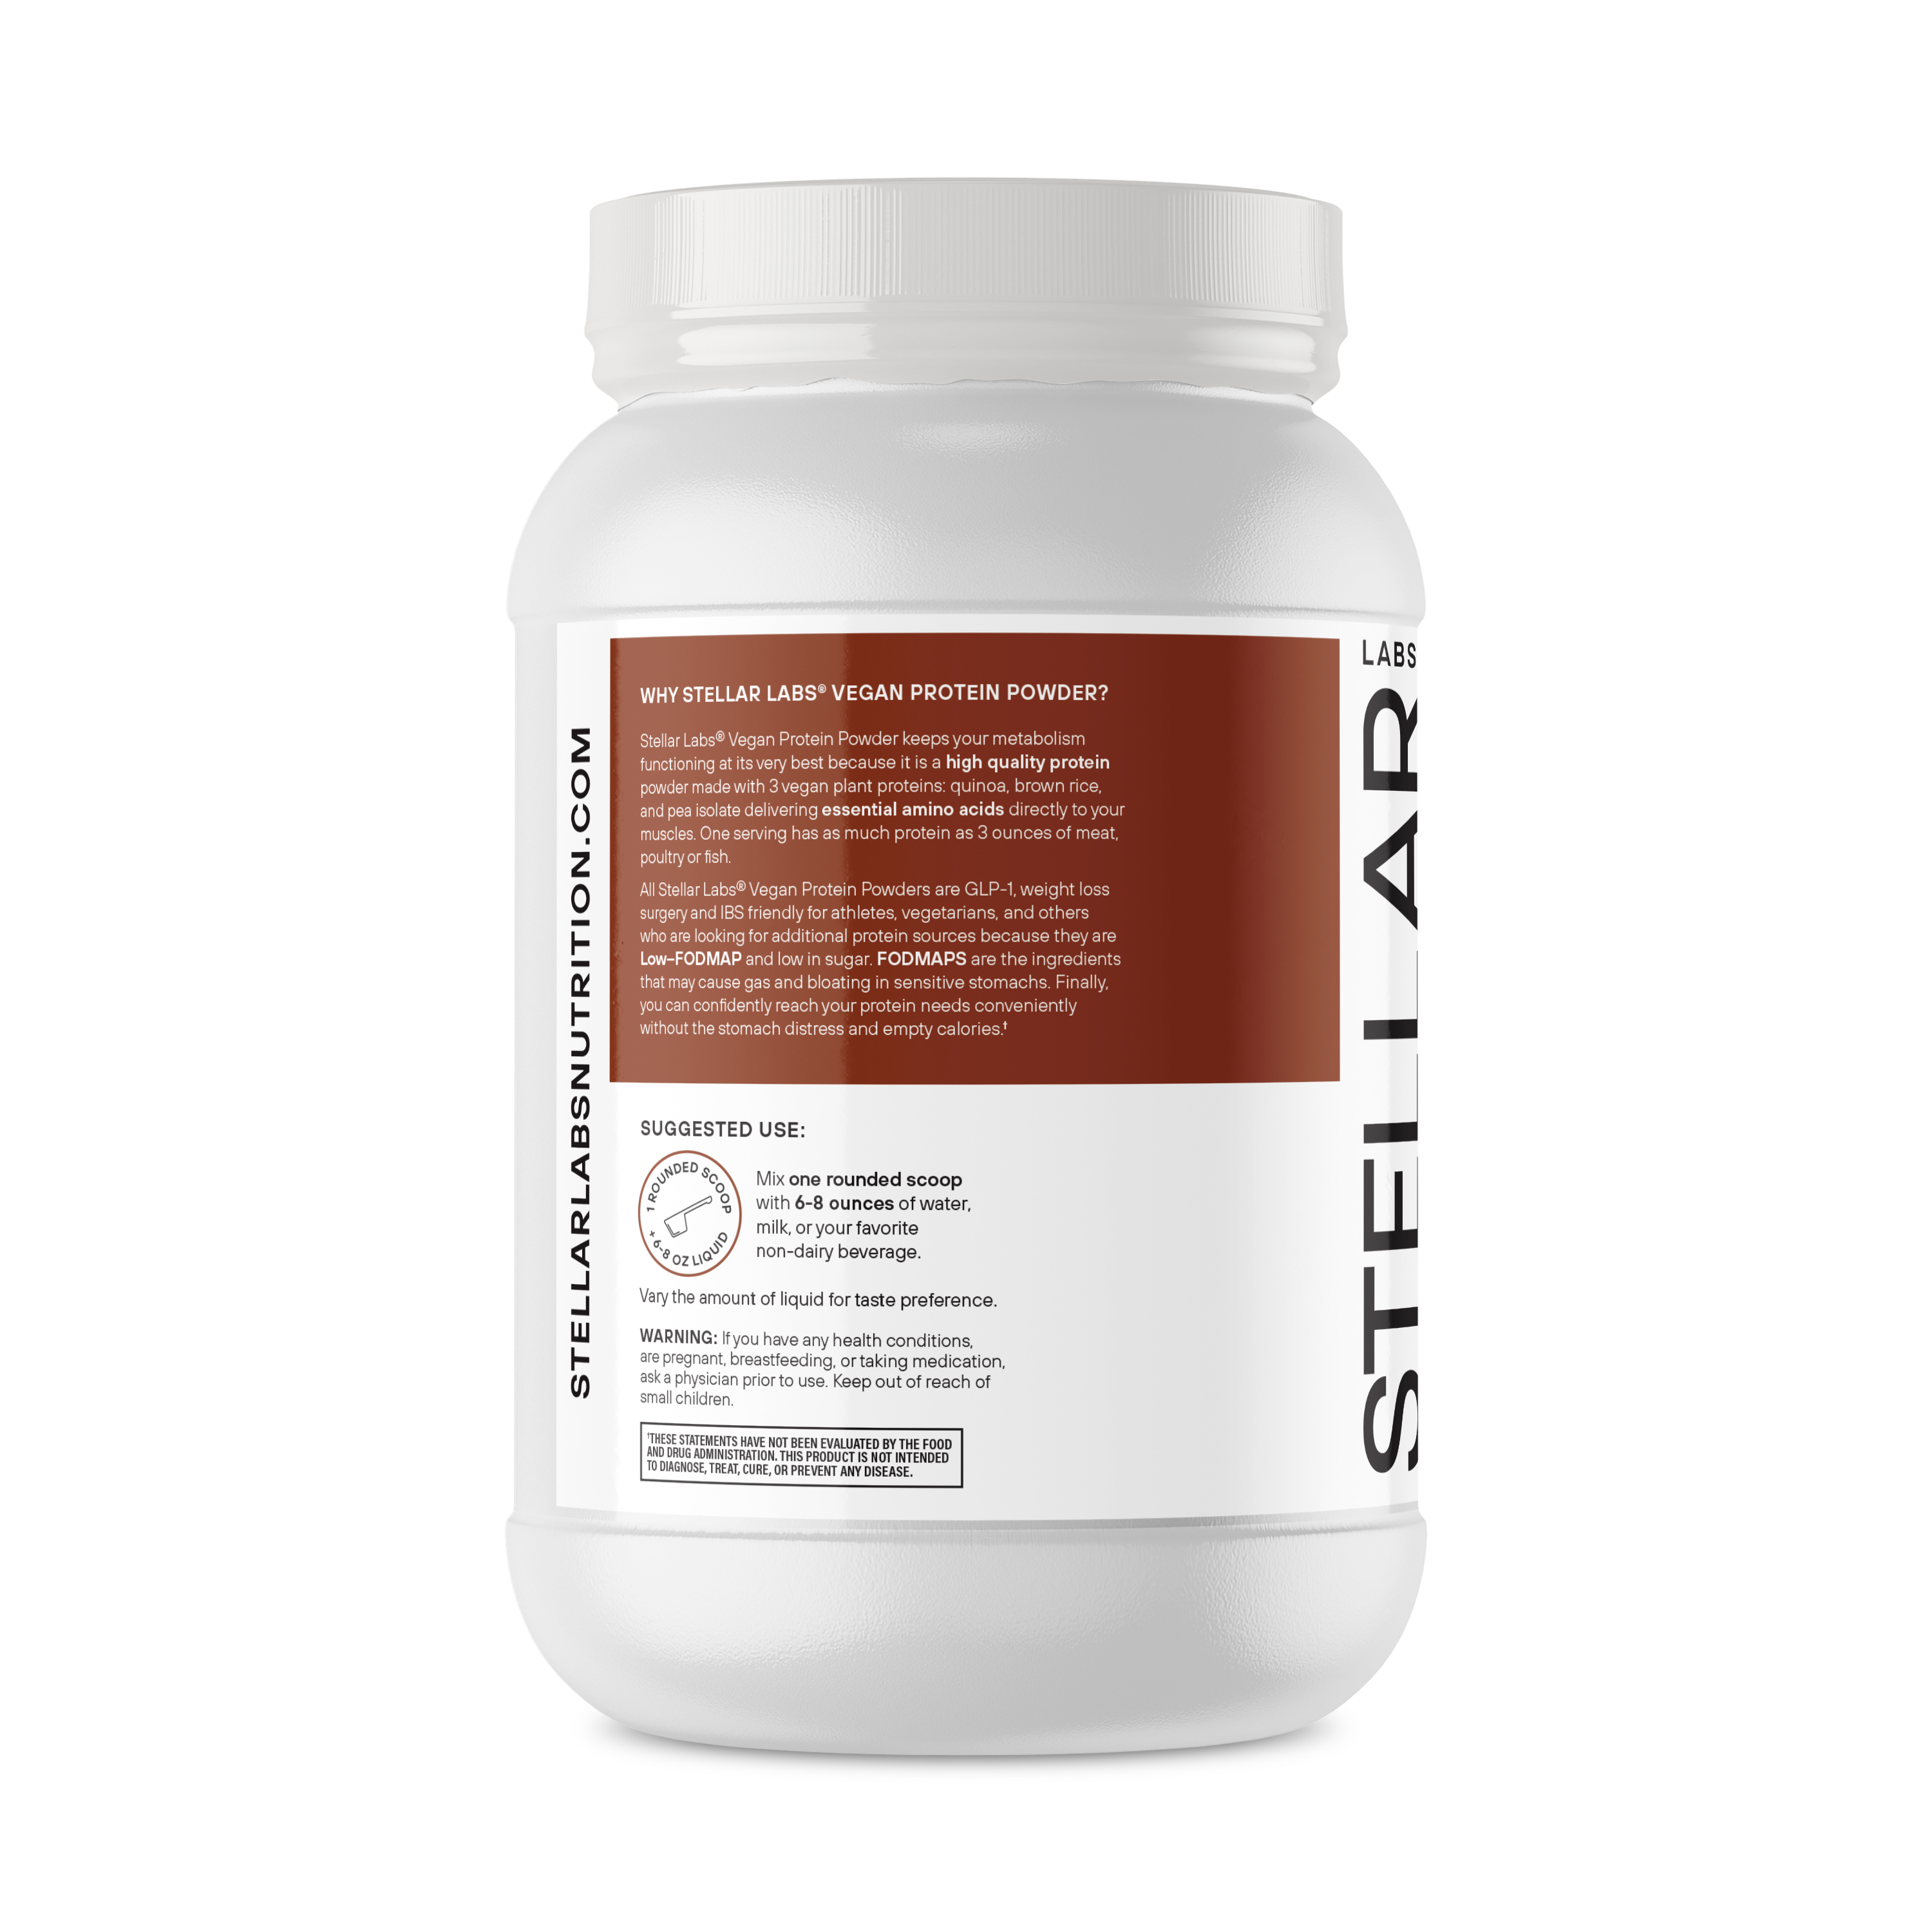 STELLARLABSNUTRITION.COM
WHY STELLAR LABS® VEGAN PROTEIN POWDER?
Stellar Labs® Vegan Protein Powder keeps your metabolism
functioning at its very best because it is a high quality protein
powder made with 3 vegan plant proteins: quinoa, brown rice,
and pea isolate delivering essential amino acids directly to your
muscles. One serving has as much protein as 3 ounces of meat,
poultry or fish.
All Stellar Labs® Vegan Protein Powders are GLP-1, weight loss
surgery and IBS friendly for athletes, vegetarians, and others
who are looking for additional protein sources because they are
Low-FODMAP and low in sugar. FODMAPS are the ingredients
that may cause gas and bloating in sensitive stomachs. Finally,
you can confidently reach your protein needs conveniently
without the stomach distress and empty calories.†
SUGGESTED USE:
1 ROUNDED SCOOP
+ 6-8 OZ LIQUID
Mix one rounded scoop
with 6-8 ounces of water,
milk, or your favorite
non-dairy beverage.
Vary the amount of liquid for taste preference.
WARNING: If you have any health conditions,
are pregnant, breastfeeding, or taking medication,
ask a physician prior to use. Keep out of reach of
small children.
†THESE STATEMENTS HAVE NOT BEEN EVALUATED BY THE FOOD
AND DRUG ADMINISTRATION. THIS PRODUCT IS NOT INTENDED
TO DIAGNOSE, TREAT, CURE, OR PREVENT ANY DISEASE.
STELLAR
LABS